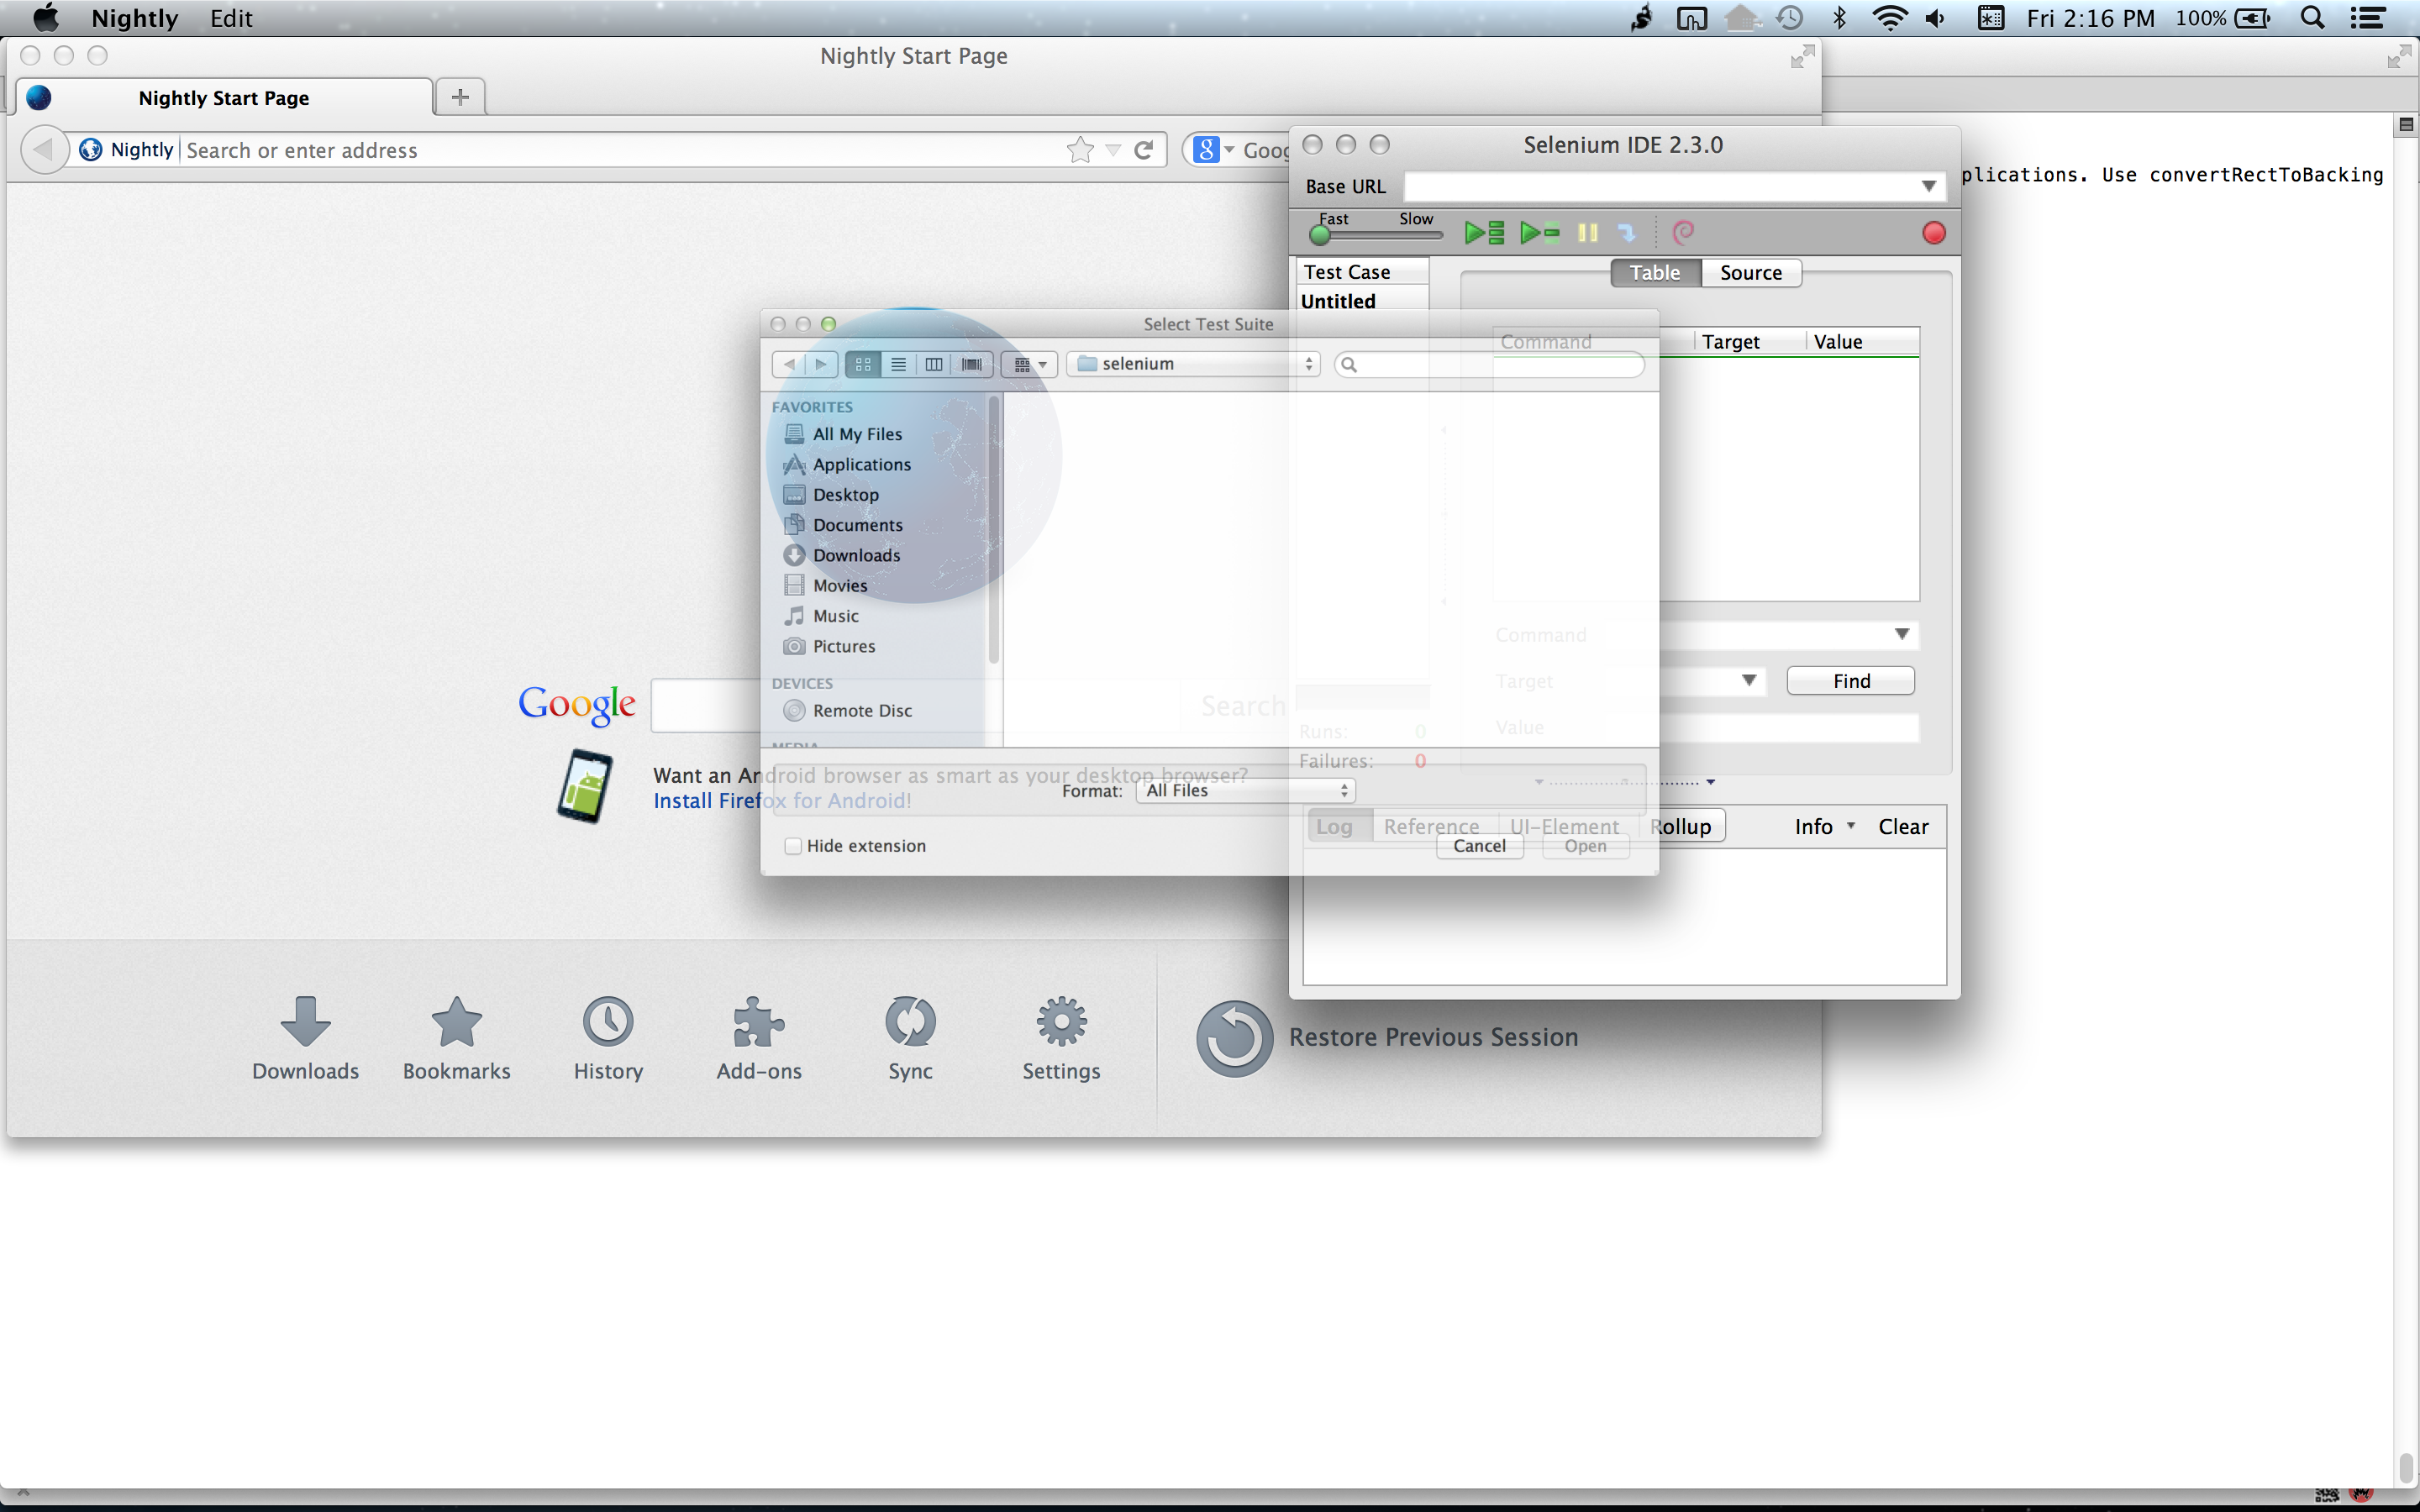 Nightly Edit
Fri 2:16 PM 100%
Nightly Start Page
Nightly Start Page
Nightly Search or enter address
Goog
Selenium IDE 2.3.0
Base URL
plications. Use convertRectToBacking
Fast Slow
Test Case
Untitled
Table Source
Command Target Value
Select Test Suite
selenium
FAVORITES
All My Files
Applications
Desktop
Documents
Downloads
Movies
Music
Pictures
DEVICES
Remote Disc
MEDIA
Command
Target Find
Value
Google Search
Runs: 0
Failures: 0
Want an Android browser as smart as your desktop browser?
Install Firefox for Android!
Format: All Files
Log Reference UI-Element Rollup Info Clear
Hide extension Cancel Open
Downloads Bookmarks History Add-ons Sync Settings
Restore Previous Session